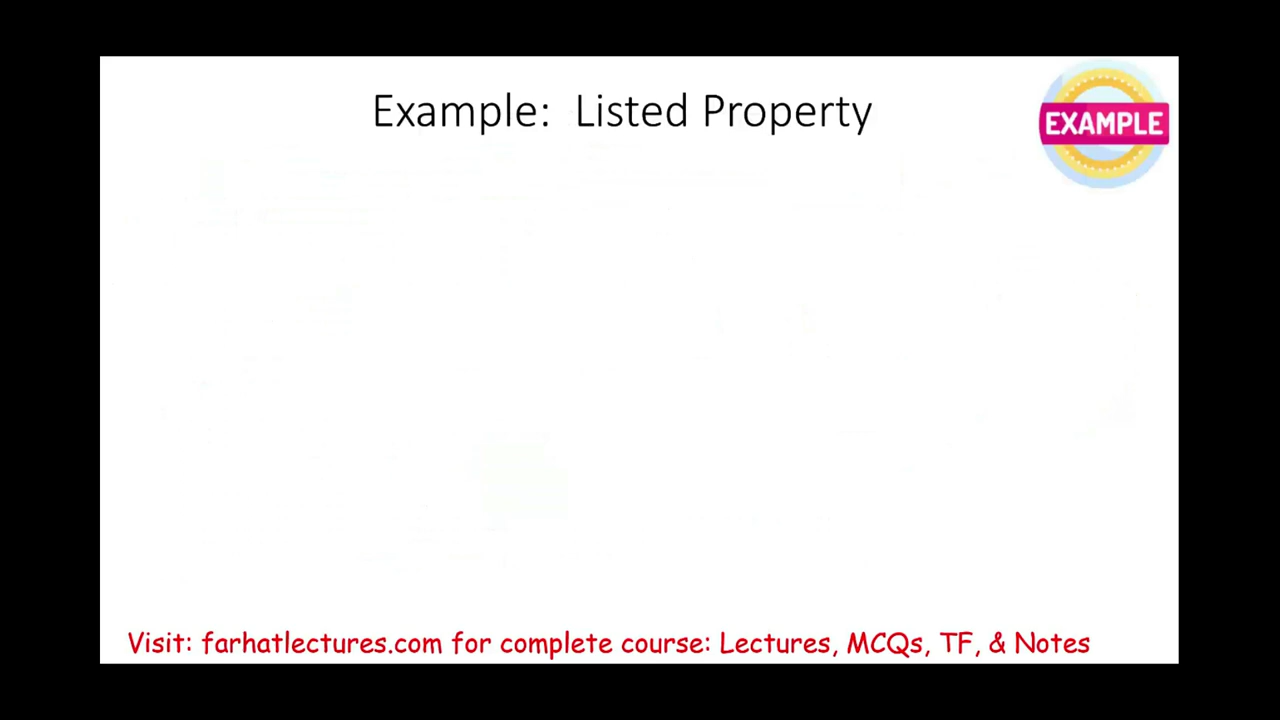 Example: Listed Property
EXAMPLE
Visit: farhatlectures.com for complete course: Lectures, MCQs, TF, & Notes